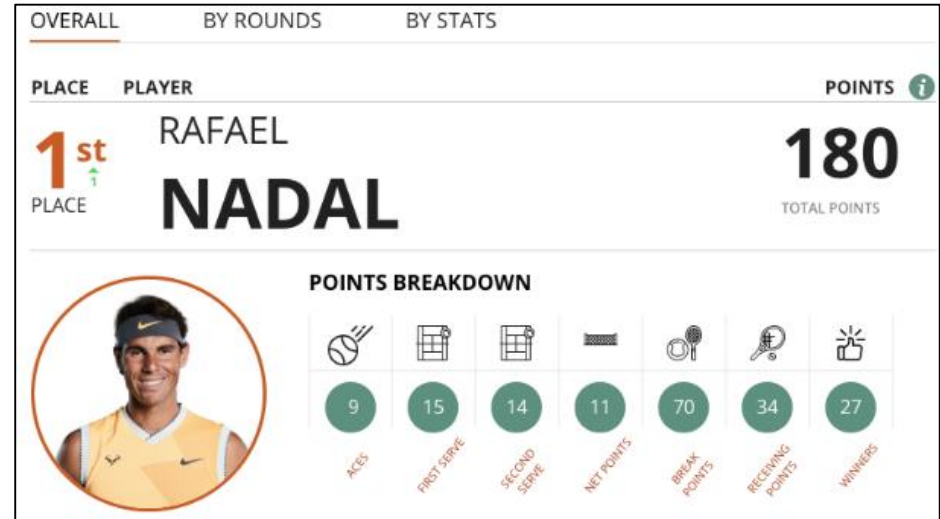 OVERALL BY ROUNDS BY STATS
PLACE PLAYER POINTS i
1st RAFAEL 180
1
PLACE NADAL TOTAL POINTS
POINTS BREAKDOWN
9 15 14 11 70 34 27
ACES FIRST SERVE SECOND SERVE NET POINTS BREAK POINTS RECEIVING POINTS WINNERS